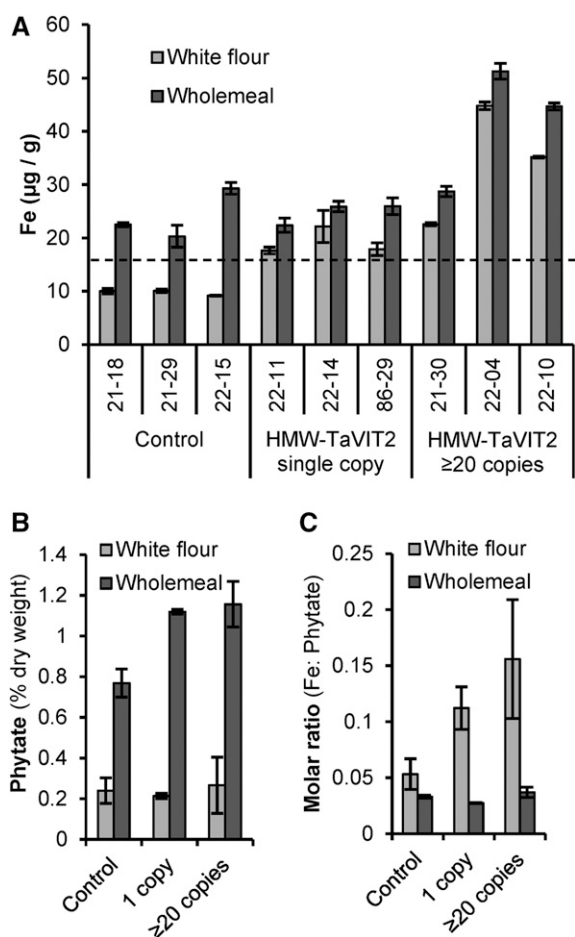 A
White flour
Wholemeal
Fe (µg / g)
60
50
40
30
20
10
0
21-18
21-29
22-15
22-11
22-14
86-29
21-30
22-04
22-10
Control
HMW-TaVIT2
single copy
HMW-TaVIT2
≥20 copies
B
White flour
Wholemeal
Phytate (% dry weight)
1.4
1.2
1
0.8
0.6
0.4
0.2
0
Control
1 copy
≥20 copies
C
White flour
Wholemeal
Molar ratio (Fe: Phytate)
0.25
0.2
0.15
0.1
0.05
0
Control
1 copy
≥20 copies